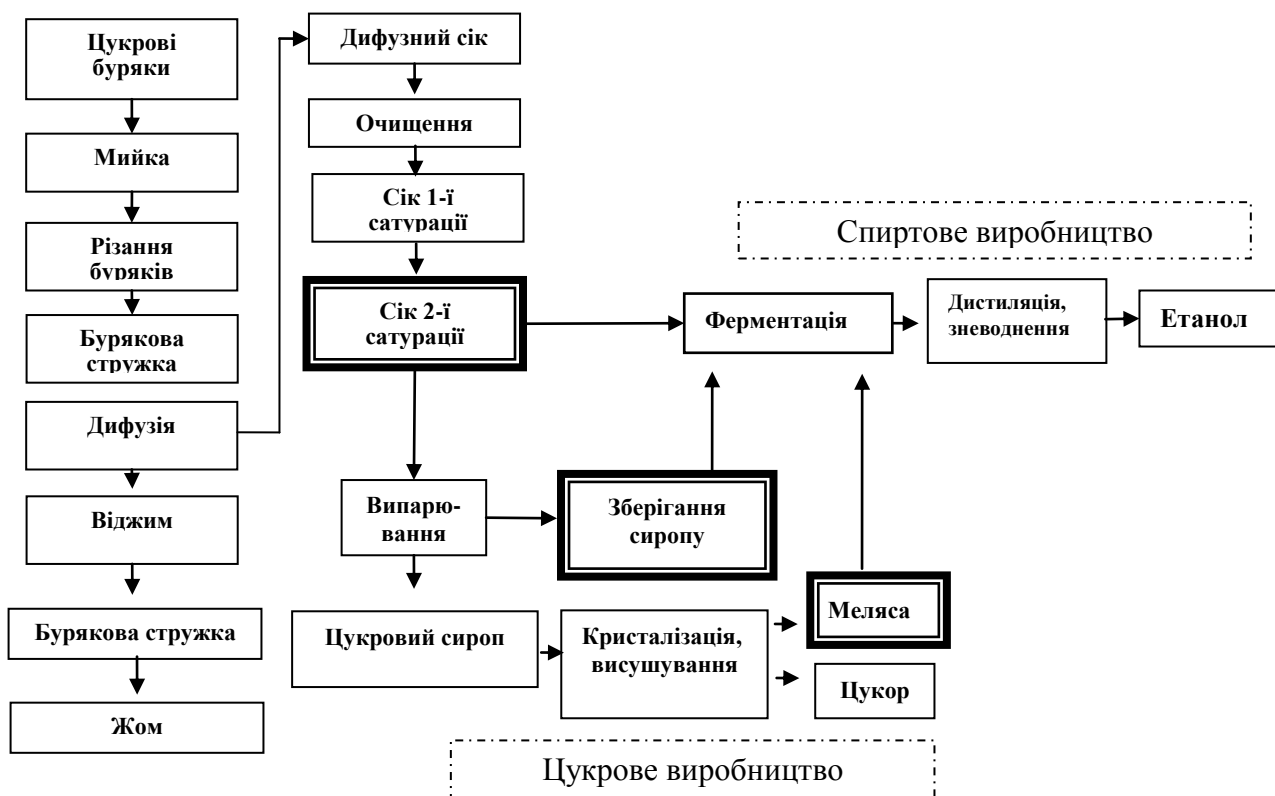 Цукрові
буряки
Мийка
Різання
буряків
Бурякова
стружка
Дифузія
Віджим
Бурякова стружка
Жом
Дифузний сік
Очищення
Сік 1-ї
сатурації
Сік 2-ї
сатурації
Випарю-
вання
Цукровий сироп
Зберігання
сиропу
Кристалізація,
висушування
Меляса
Цукор
Спиртове виробництво
Ферментація
Дистиляція,
зневоднення
Етанол
Цукрове виробництво